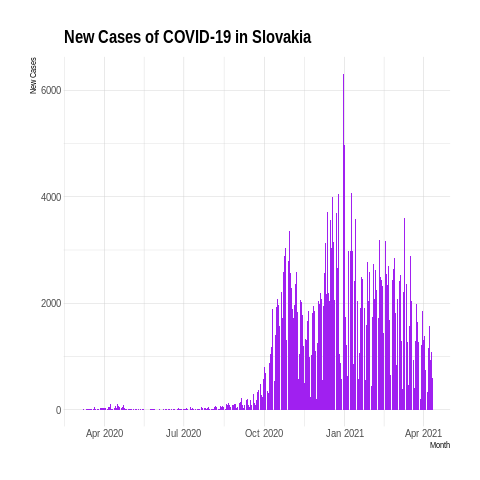 New Cases of COVID-19 in Slovakia
New Cases
6000
4000
2000
0
Apr 2020 Jul 2020 Oct 2020 Jan 2021 Apr 2021
Month